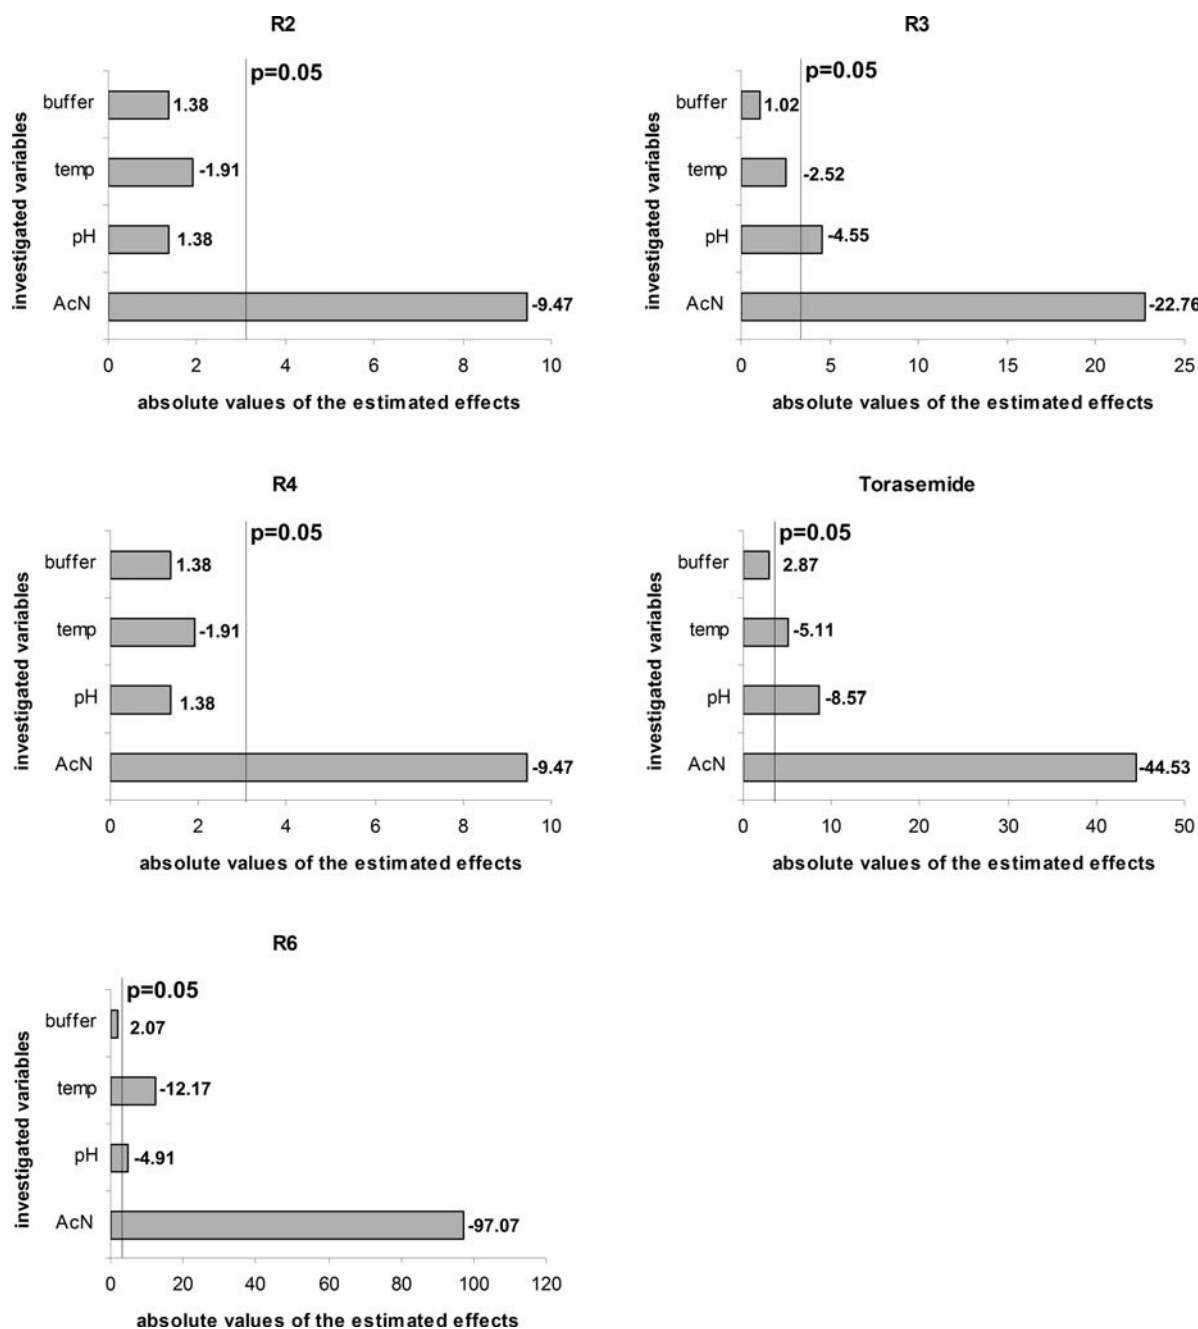 R2
p=0.05
investigated variables
buffer
1.38
temp
-1.91
pH
1.38
AcN
-9.47
0 2 4 6 8 10
absolute values of the estimated effects
R3
p=0.05
investigated variables
buffer
1.02
temp
-2.52
pH
-4.55
AcN
-22.76
0 5 10 15 20 25
absolute values of the estimated effects
R4
p=0.05
investigated variables
buffer
1.38
temp
-1.91
pH
1.38
AcN
-9.47
0 2 4 6 8 10
absolute values of the estimated effects
Torasemide
p=0.05
investigated variables
buffer
2.87
temp
-5.11
pH
-8.57
AcN
-44.53
0 10 20 30 40 50
absolute values of the estimated effects
R6
p=0.05
investigated variables
buffer
2.07
temp
-12.17
pH
-4.91
AcN
-97.07
0 20 40 60 80 100 120
absolute values of the estimated effects